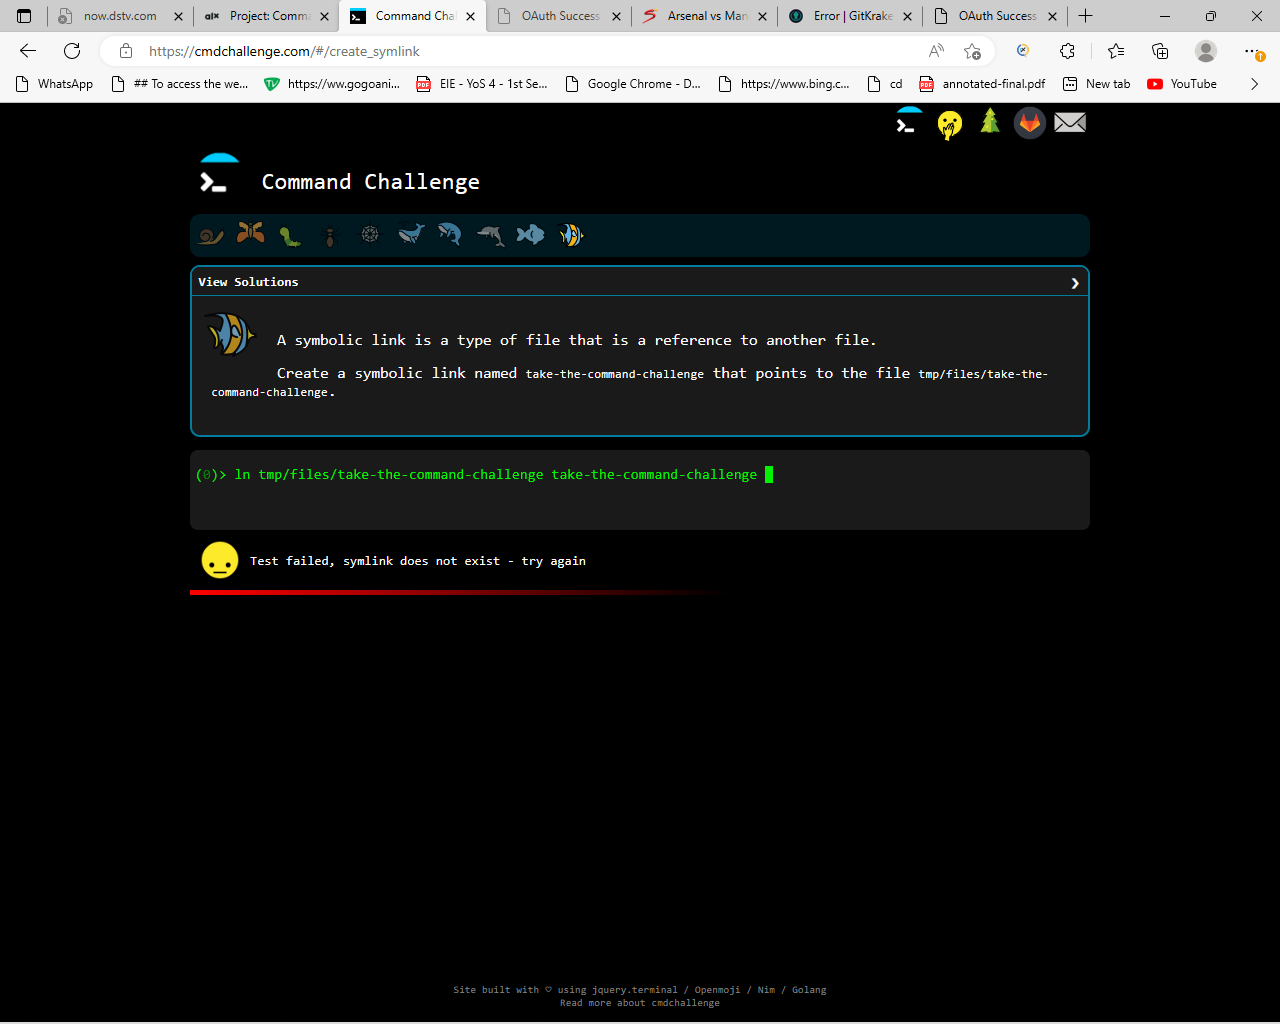 now.dstv.com
alx Project: Comma
Command Chal
OAuth Success
Arsenal vs Man
Error | GitKrake
OAuth Success
https://cmdchallenge.com/#/create_symlink
WhatsApp
## To access the we...
https://ww.gogoani...
EIE - YoS 4 - 1st Se...
Google Chrome - D...
https://www.bing.c...
cd
annotated-final.pdf
New tab
YouTube
Command Challenge
View Solutions
A symbolic link is a type of file that is a reference to another file.
Create a symbolic link named take-the-command-challenge that points to the file tmp/files/take-the-
command-challenge.
(0)> ln tmp/files/take-the-command-challenge take-the-command-challenge
Test failed, symlink does not exist - try again
Site built with ♡ using jquery.terminal / Openmoji / Nim / Golang
Read more about cmdchallenge